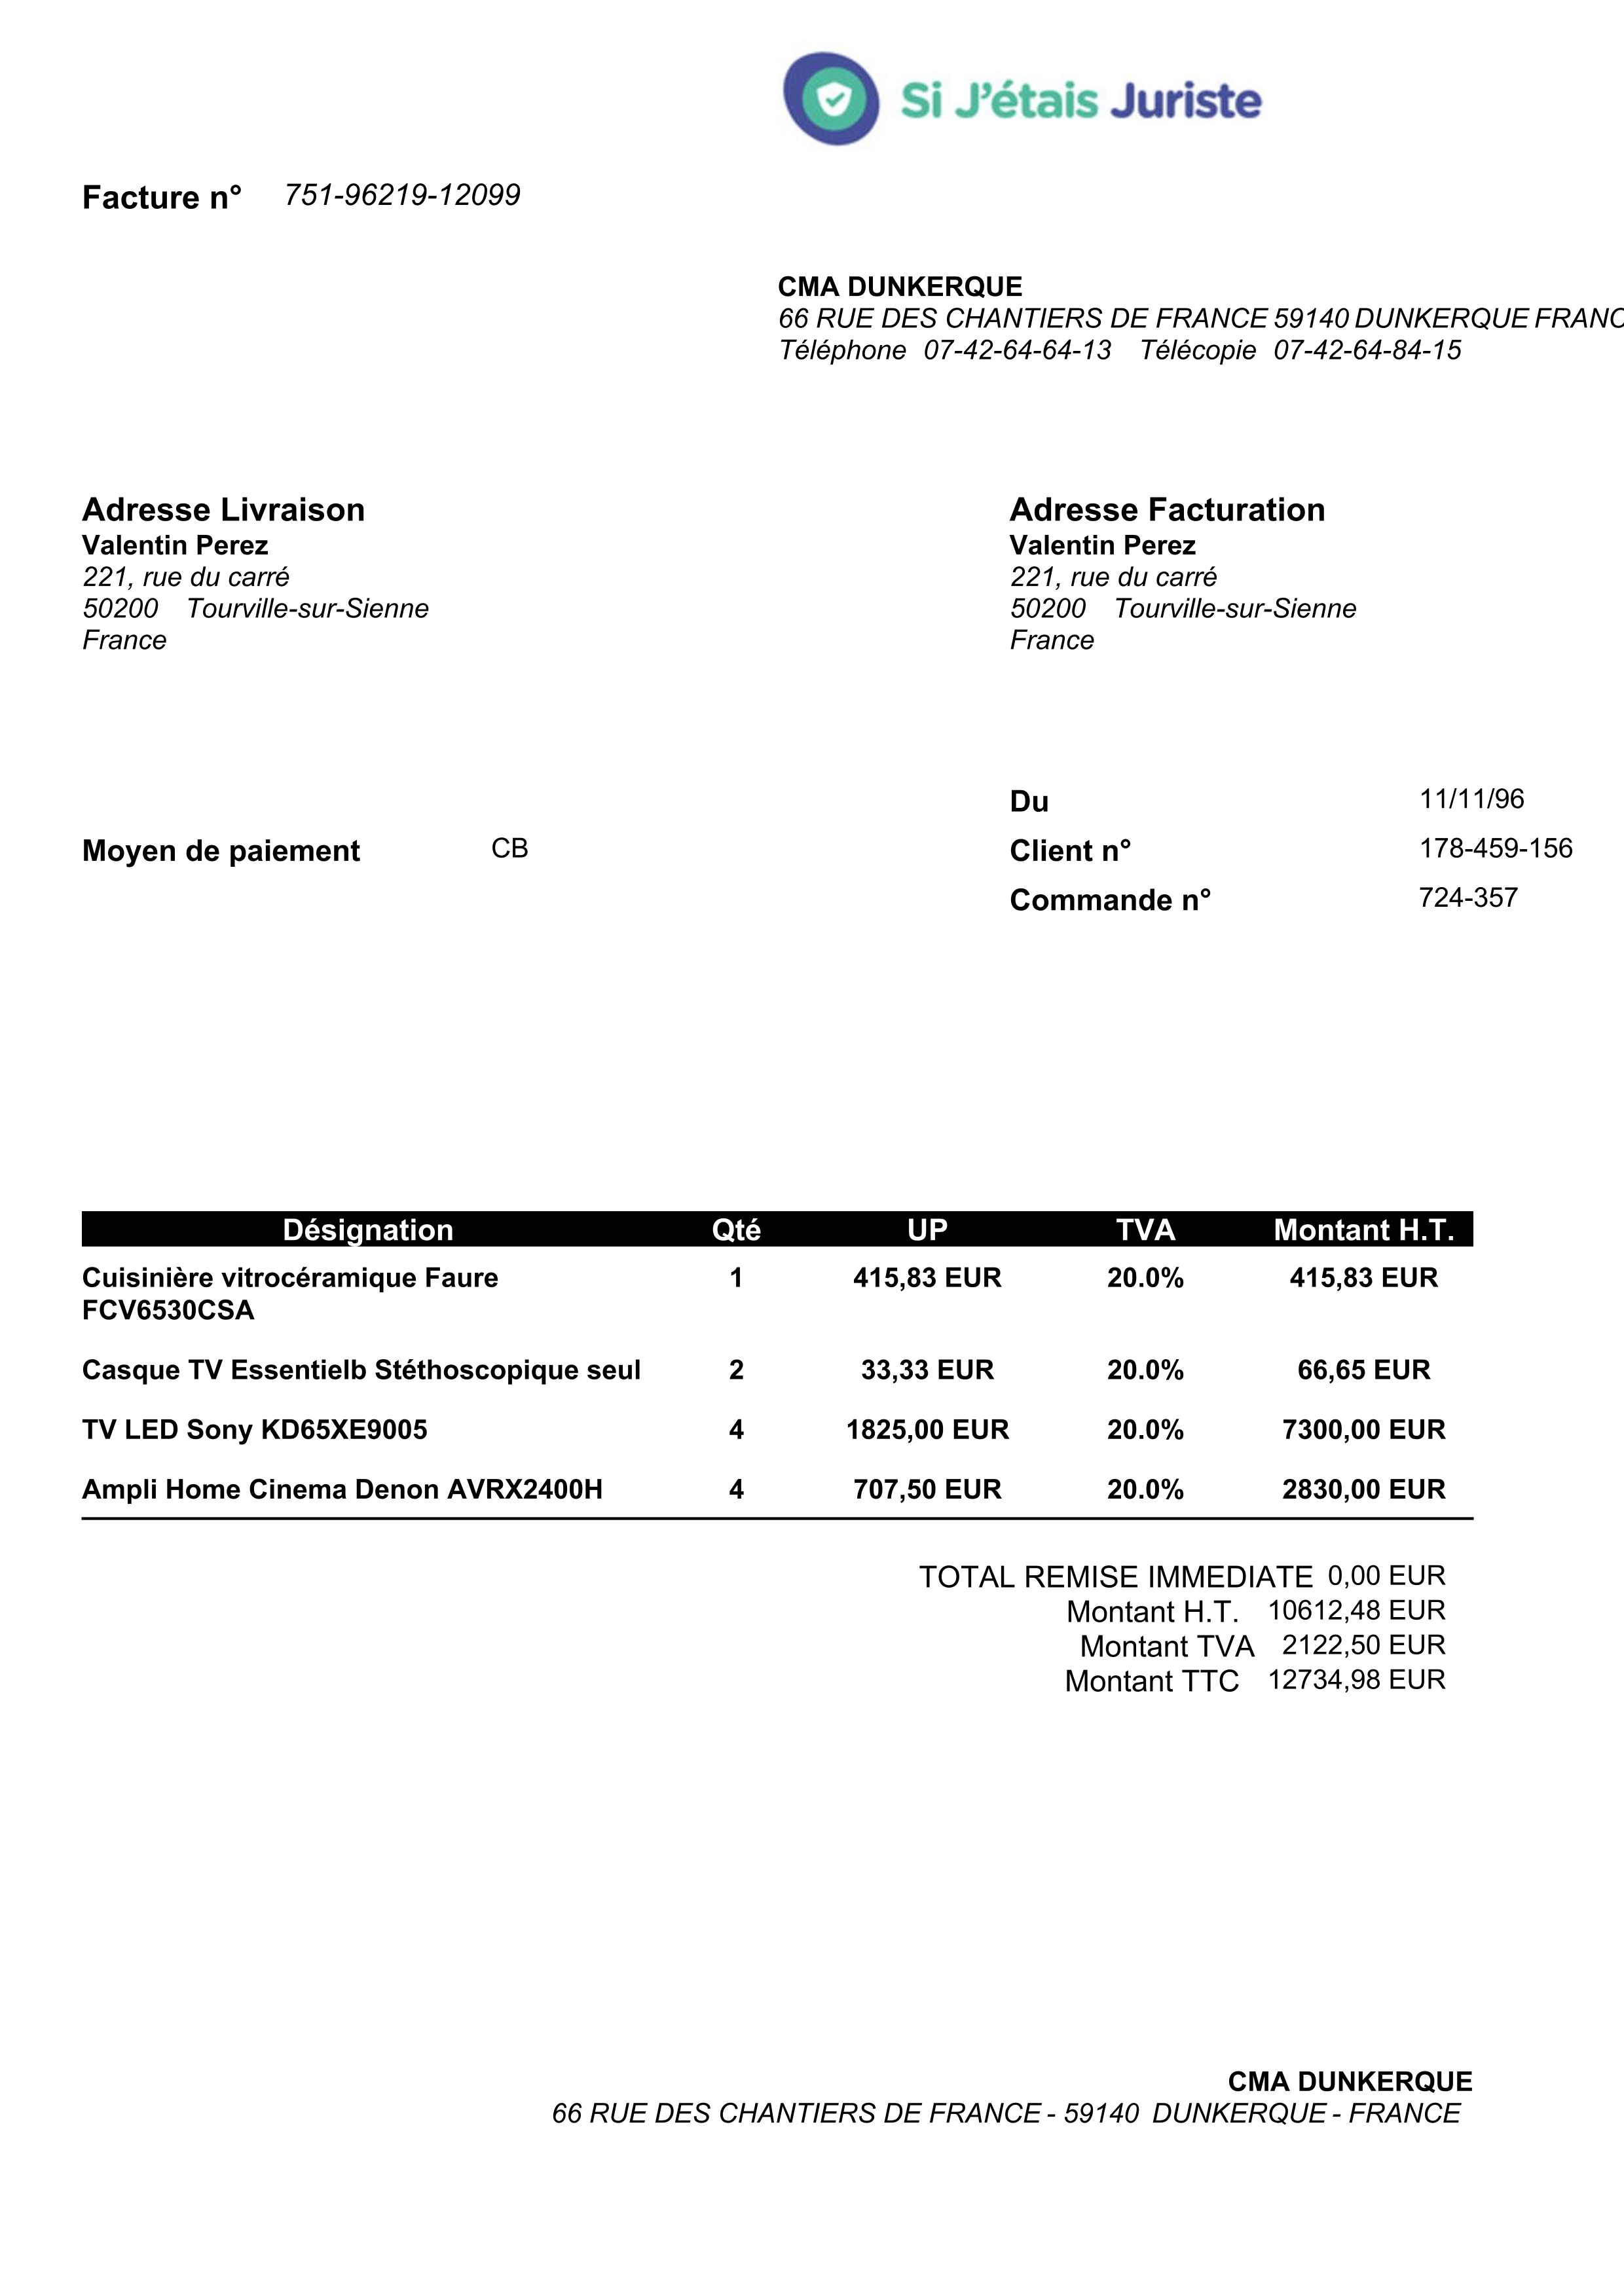 Si J'étais Juriste
Facture n° 751-96219-12099
CMA DUNKERQUE
66 RUE DES CHANTIERS DE FRANCE 59140 DUNKERQUE FRANC
Téléphone 07-42-64-64-13 Télécopie 07-42-64-84-15
Adresse Livraison
Valentin Perez
221, rue du carré
50200 Tourville-sur-Sienne
France
Adresse Facturation
Valentin Perez
221, rue du carré
50200 Tourville-sur-Sienne
France
Du 11/11/96
Moyen de paiement CB
Client n° 178-459-156
Commande n° 724-357
Désignation Qté UP TVA Montant H.T.
Cuisinière vitrocéramique Faure 1 415,83 EUR 20.0% 415,83 EUR
FCV6530CSA
Casque TV Essentielb Stéthoscopique seul 2 33,33 EUR 20.0% 66,65 EUR
TV LED Sony KD65XE9005 4 1825,00 EUR 20.0% 7300,00 EUR
Ampli Home Cinema Denon AVRX2400H 4 707,50 EUR 20.0% 2830,00 EUR
TOTAL REMISE IMMEDIATE 0,00 EUR
Montant H.T. 10612,48 EUR
Montant TVA 2122,50 EUR
Montant TTC 12734,98 EUR
CMA DUNKERQUE
66 RUE DES CHANTIERS DE FRANCE - 59140 DUNKERQUE - FRANCE